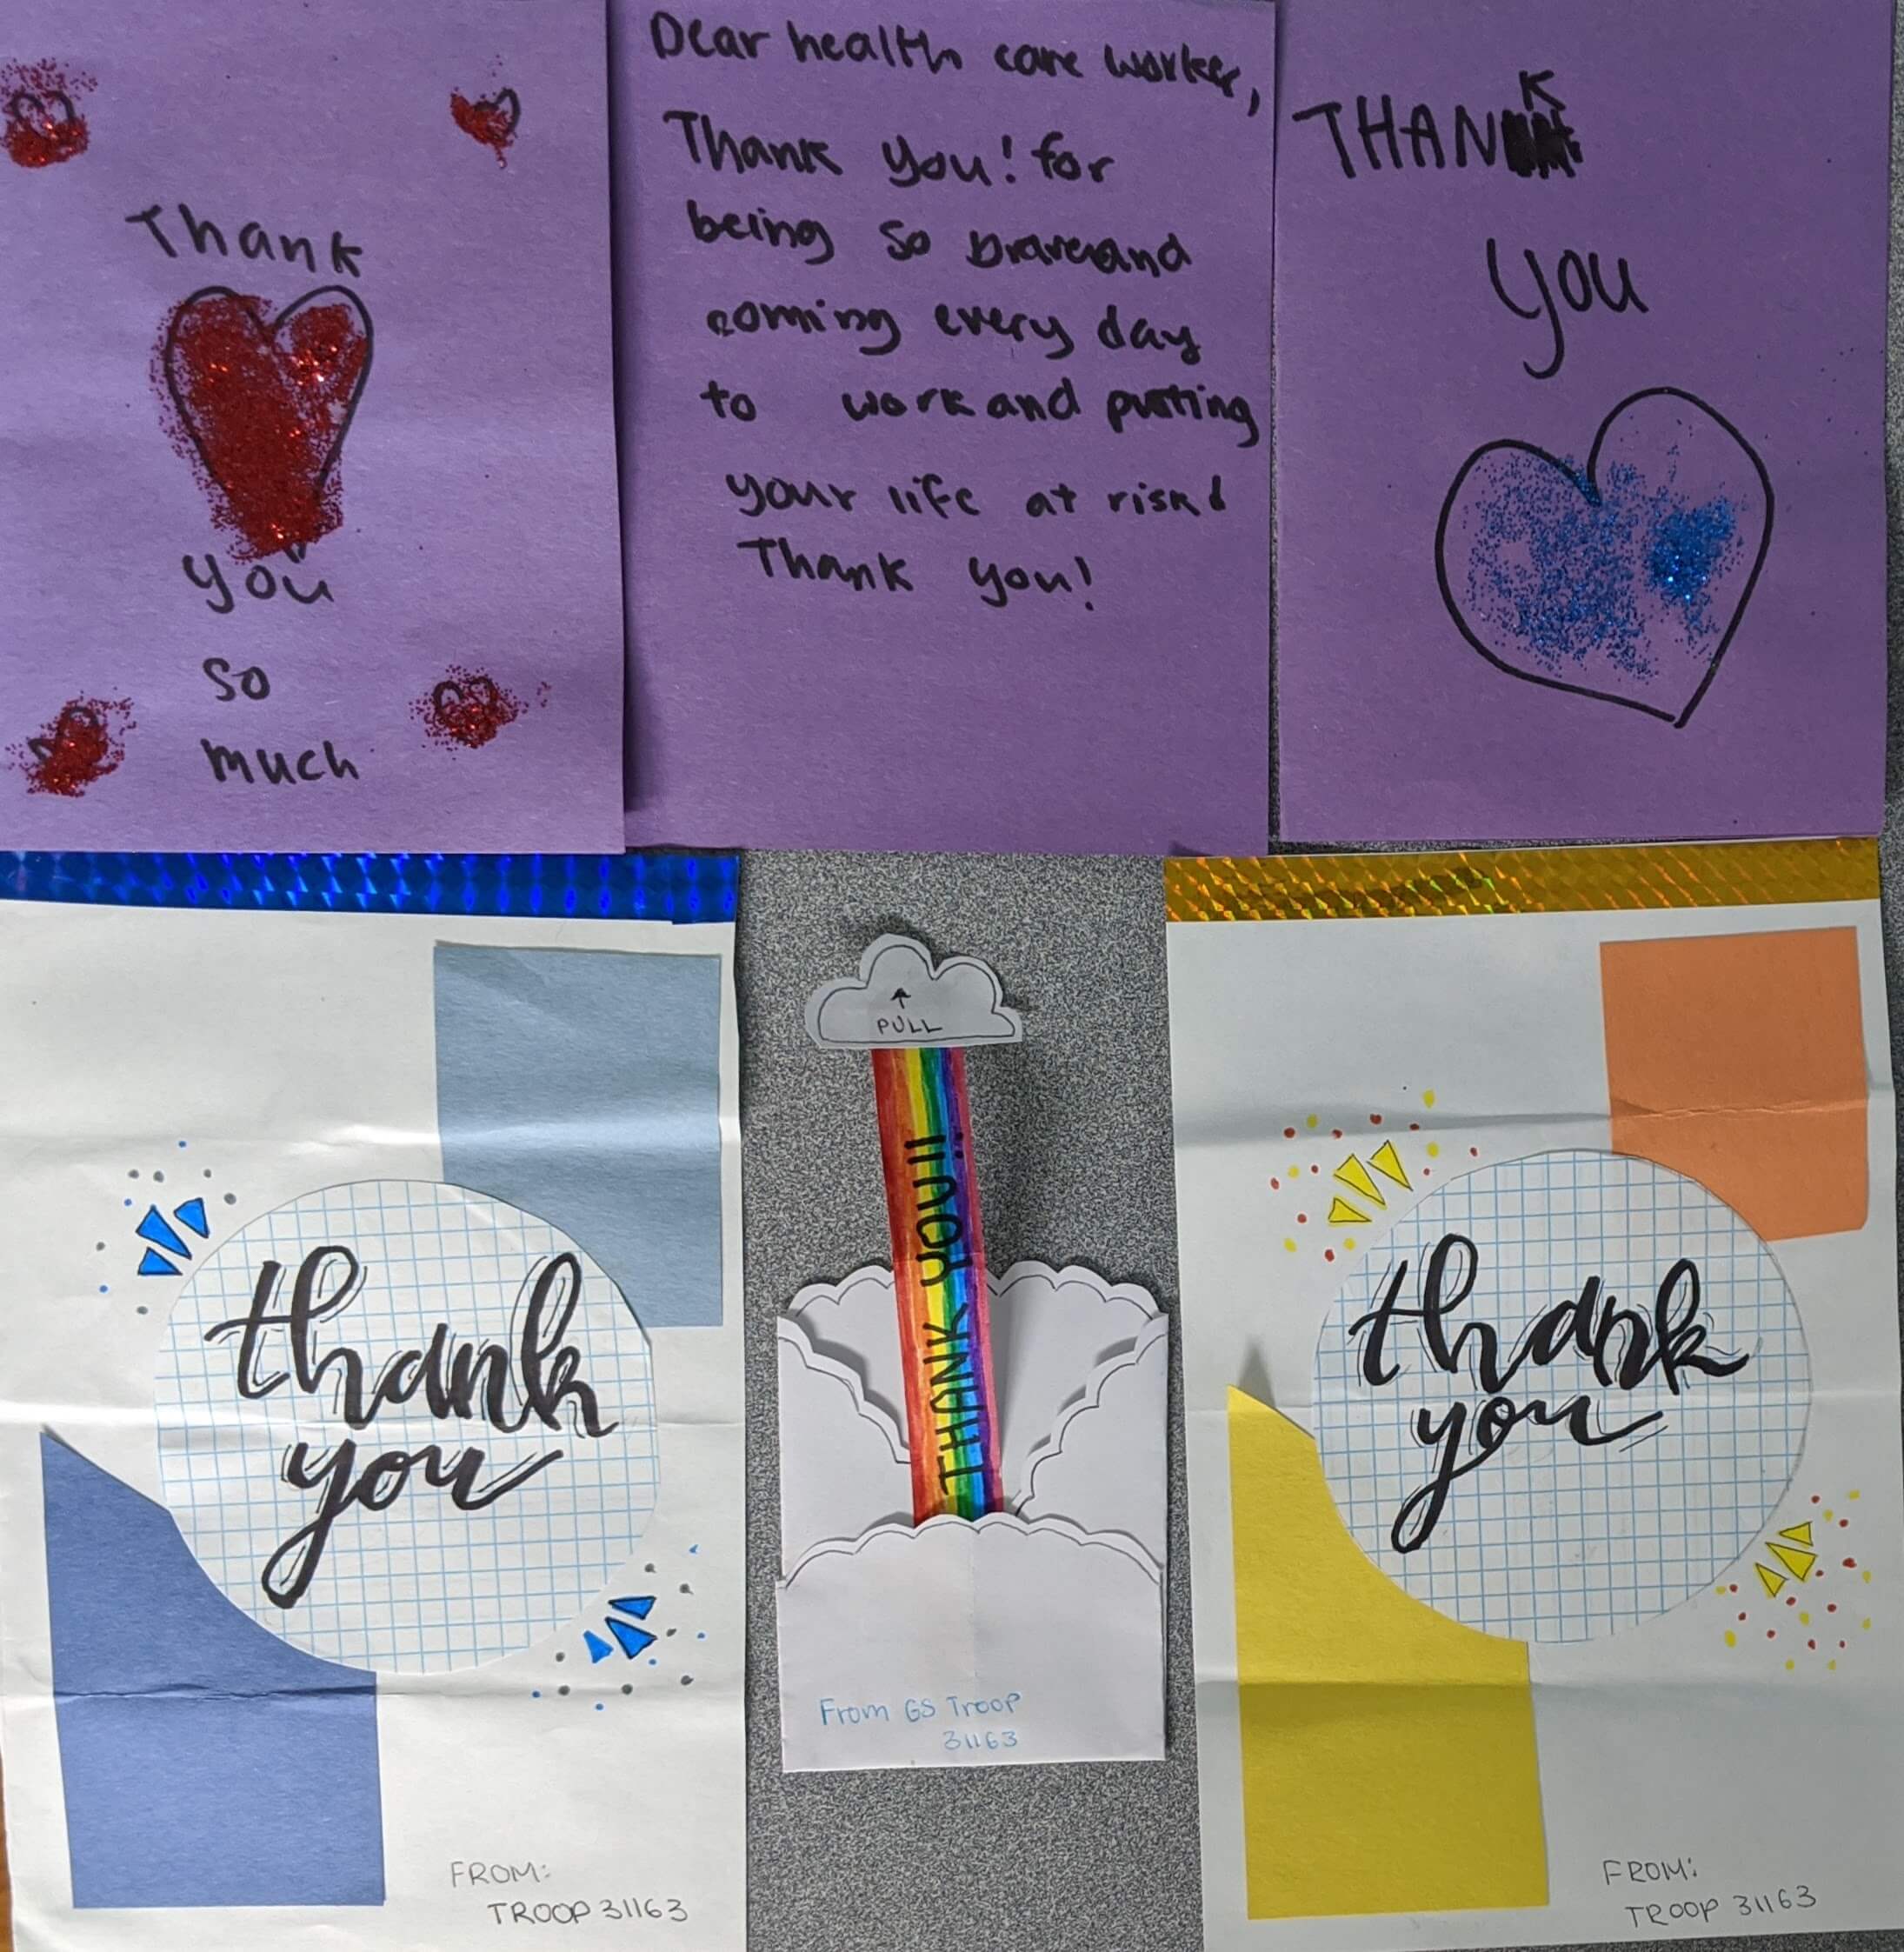 Thank
you
so
much
Dear health care worker,
Thank you! for
being so brave and
coming every day
to work and putting
your life at risk!
Thank you!
THANK
you
thank
you
FROM:
TROOP 31163
PULL
THANK YOU!!
From GS Troop
31163
thank
you
FROM:
TROOP 31163